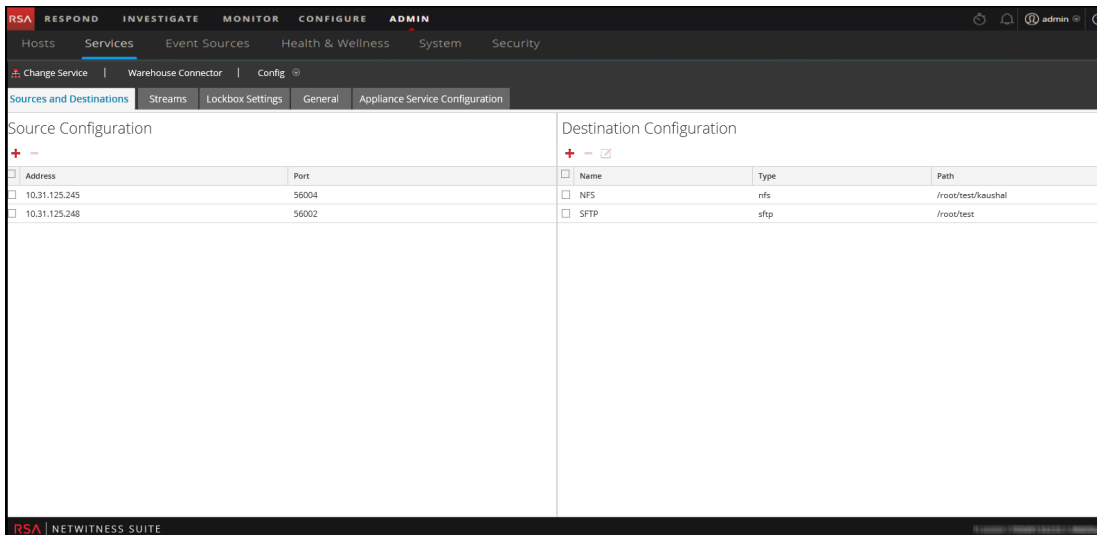 RSA RESPOND INVESTIGATE MONITOR CONFIGURE ADMIN admin
Hosts Services Event Sources Health & Wellness System Security
Change Service | Warehouse Connector | Config
Sources and Destinations Streams Lockbox Settings General Appliance Service Configuration
Source Configuration
Address Port
10.31.125.245 56004
10.31.125.248 56002
Destination Configuration
Name Type Path
NFS nfs /root/test/kaushal
SFTP sftp /root/test
RSA | NETWITNESS SUITE